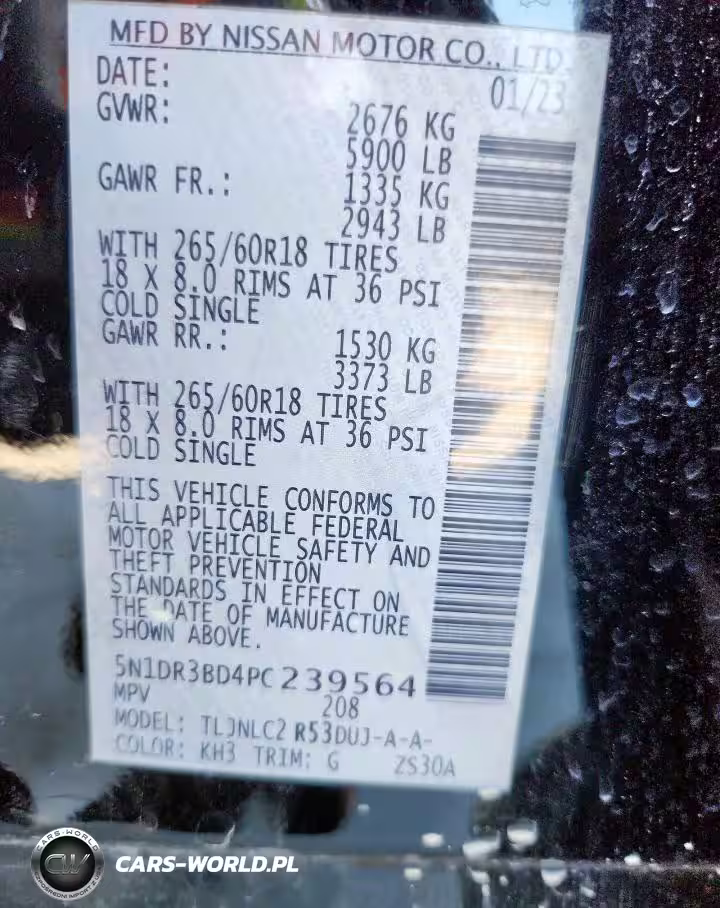 MFD BY NISSAN MOTOR CO., LTD.
DATE: 01/23
GVWR: 2676 KG
5900 LB
GAWR FR.: 1335 KG
2943 LB
WITH 265/60R18 TIRES
18 X 8.0 RIMS AT 36 PSI
COLD SINGLE
GAWR RR.: 1530 KG
3373 LB
WITH 265/60R18 TIRES
18 X 8.0 RIMS AT 36 PSI
COLD SINGLE
THIS VEHICLE CONFORMS TO
ALL APPLICABLE FEDERAL
MOTOR VEHICLE SAFETY AND
THEFT PREVENTION
STANDARDS IN EFFECT ON
THE DATE OF MANUFACTURE
SHOWN ABOVE.
5N1DR3BD4PC239564
MPV 208
MODEL: TLJNLC2 R53DUJ-A-A-
COLOR: KH3 TRIM: G ZS30A
CARS-WORLD
CW
CARS-WORLD.PL